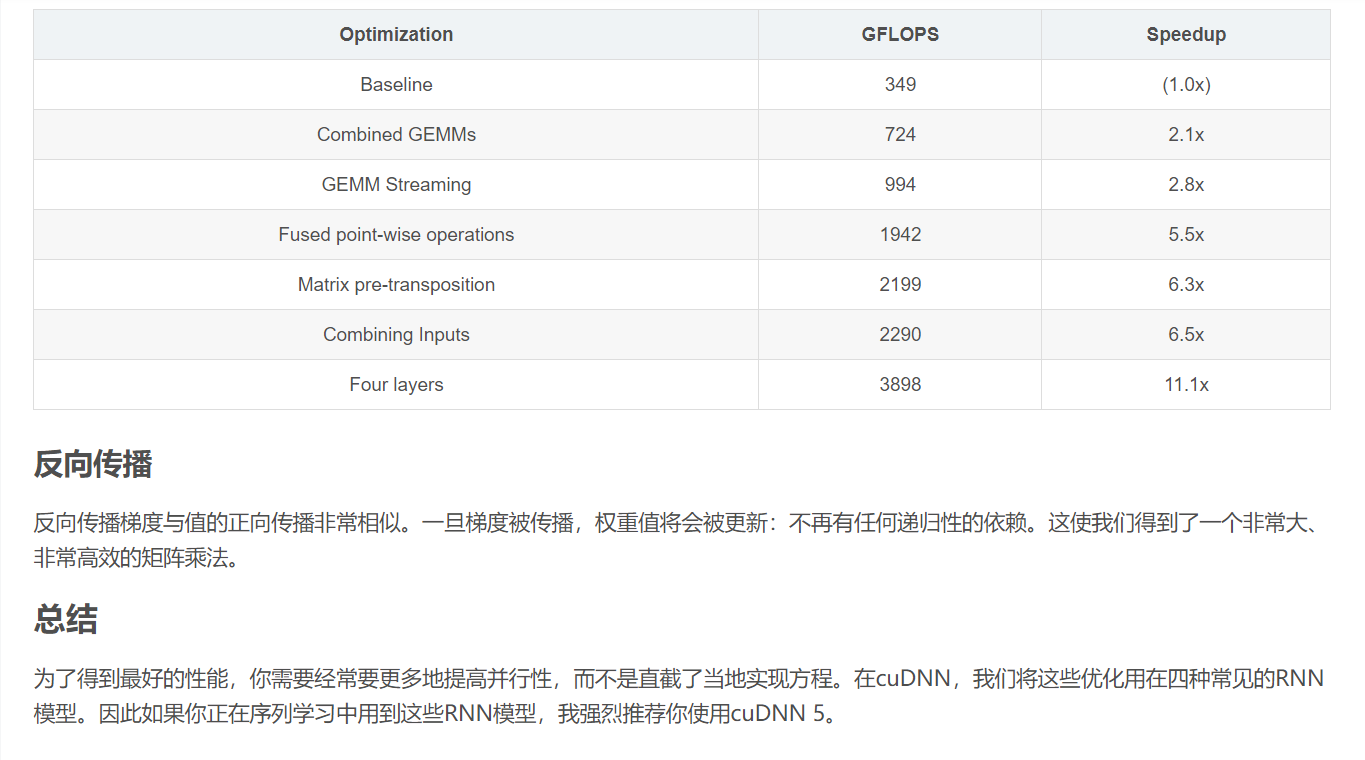 Optimization GFLOPS Speedup
Baseline 349 (1.0x)
Combined GEMMs 724 2.1x
GEMM Streaming 994 2.8x
Fused point-wise operations 1942 5.5x
Matrix pre-transposition 2199 6.3x
Combining Inputs 2290 6.5x
Four layers 3898 11.1x
反向传播
反向传播梯度与值的正向传播非常相似。一旦梯度被传播，权重值将会被更新：不再有任何递归性的依赖。这使我们得到了一个非常大、
非常高效的矩阵乘法。
总结
为了得到最好的性能，你需要经常要更多地提高并行性，而不是直截了当地实现方程。在cuDNN，我们将这些优化用在四种常见的RNN
模型。因此如果你正在序列学习中用到这些RNN模型，我强烈推荐你使用cuDNN 5。